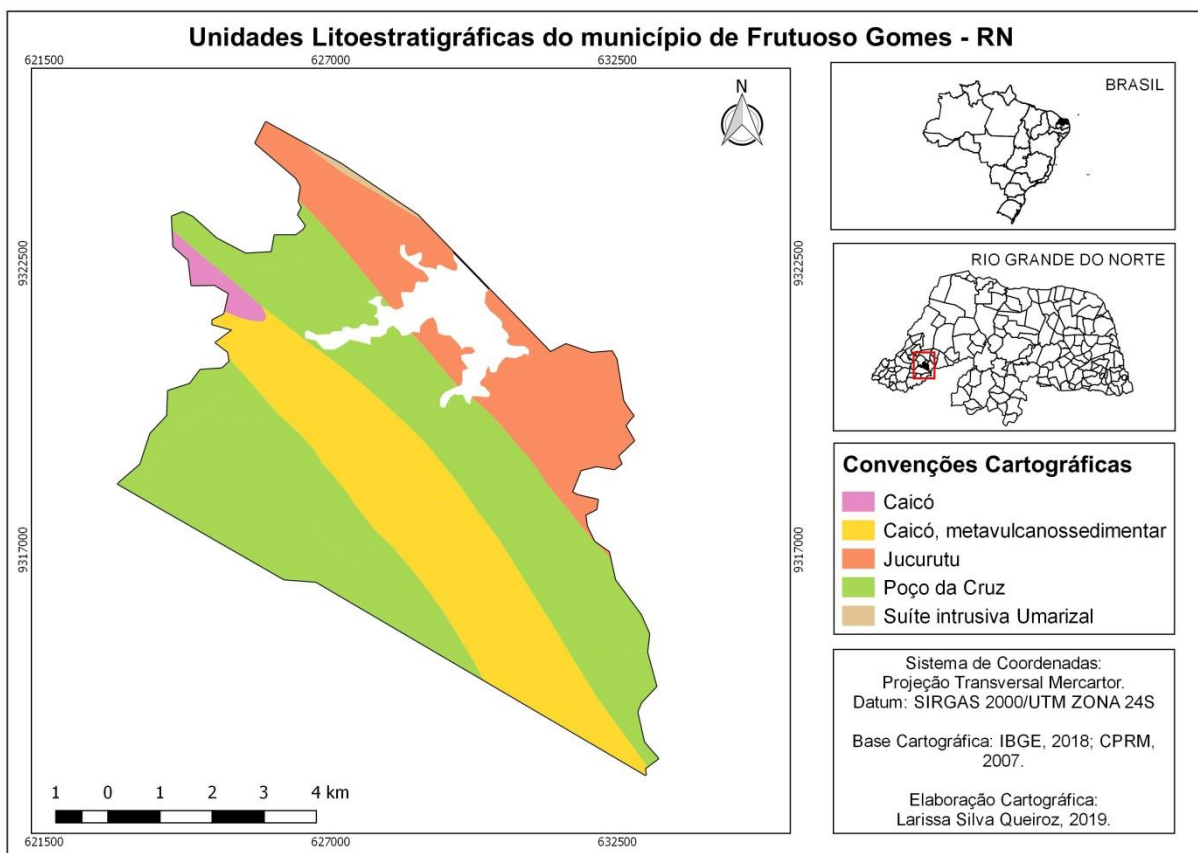 Unidades Litoestratigráficas do município de Frutuoso Gomes - RN
621500
627000
632500
N
9322500
9322500
9317000
9317000
1 0 1 2 3 4 km
621500
627000
632500
BRASIL
RIO GRANDE DO NORTE
Convenções Cartográficas
Caicó
Caicó, metavulcanossedimentar
Jucurutu
Poço da Cruz
Suíte intrusiva Umarizal
Sistema de Coordenadas:
Projeção Transversal Mercartor.
Datum: SIRGAS 2000/UTM ZONA 24S
Base Cartográfica: IBGE, 2018; CPRM,
2007.
Elaboração Cartográfica:
Larissa Silva Queiroz, 2019.